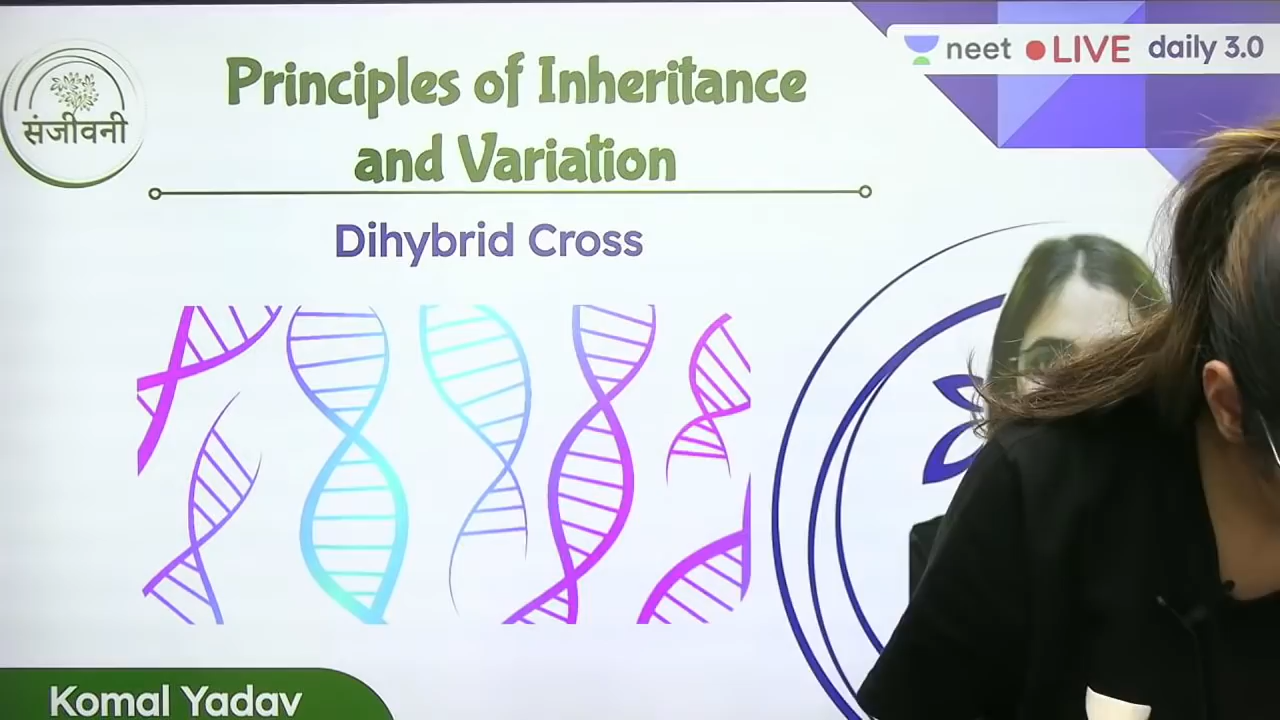 संजीवनी
Principles of Inheritance
and Variation
Dihybrid Cross
neet LIVE daily 3.0
Komal Yadav